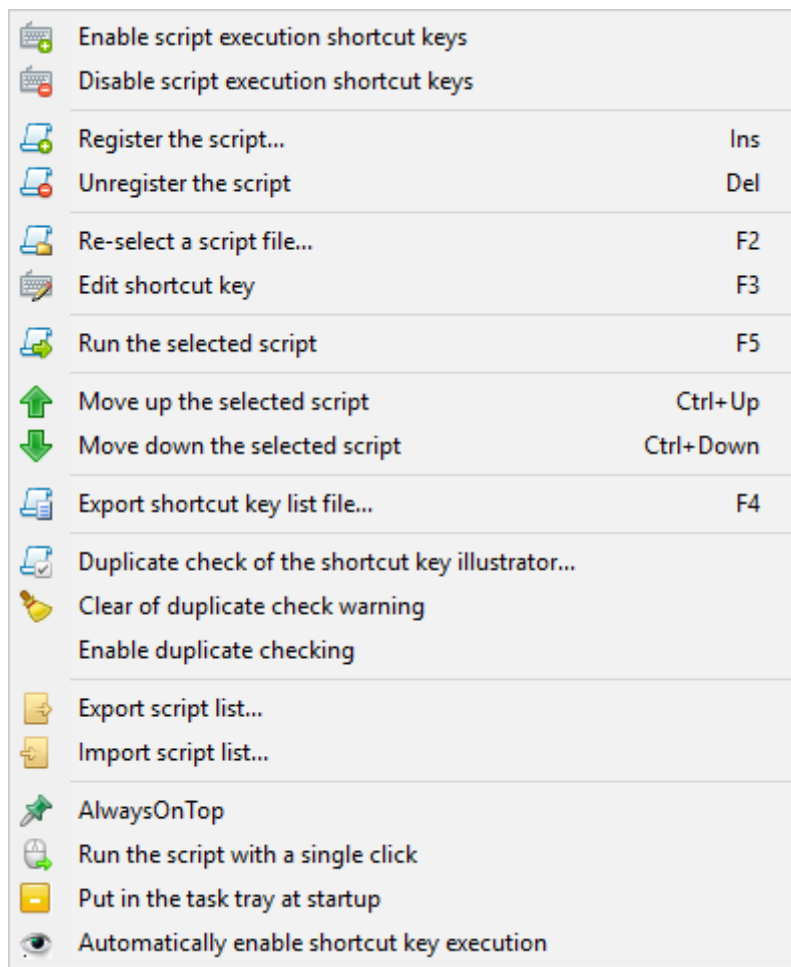 Enable script execution shortcut keys
Disable script execution shortcut keys
Register the script... Ins
Unregister the script Del
Re-select a script file... F2
Edit shortcut key F3
Run the selected script F5
Move up the selected script Ctrl+Up
Move down the selected script Ctrl+Down
Export shortcut key list file... F4
Duplicate check of the shortcut key illustrator...
Clear of duplicate check warning
Enable duplicate checking
Export script list...
Import script list...
AlwaysOnTop
Run the script with a single click
Put in the task tray at startup
Automatically enable shortcut key execution